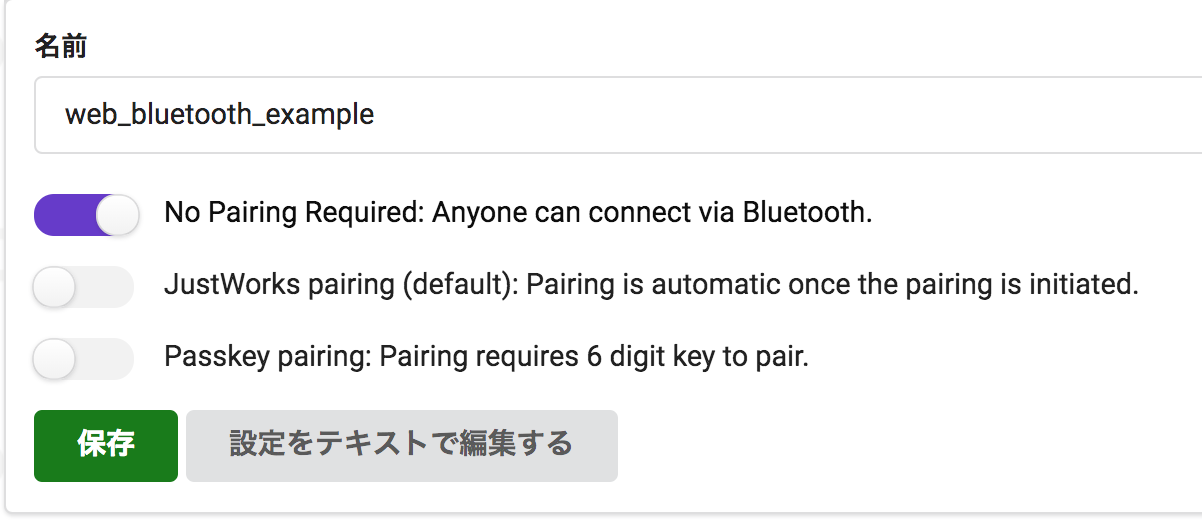 名前
web_bluetooth_example
No Pairing Required: Anyone can connect via Bluetooth.
JustWorks pairing (default): Pairing is automatic once the pairing is initiated.
Passkey pairing: Pairing requires 6 digit key to pair.
保存 設定をテキストで編集する